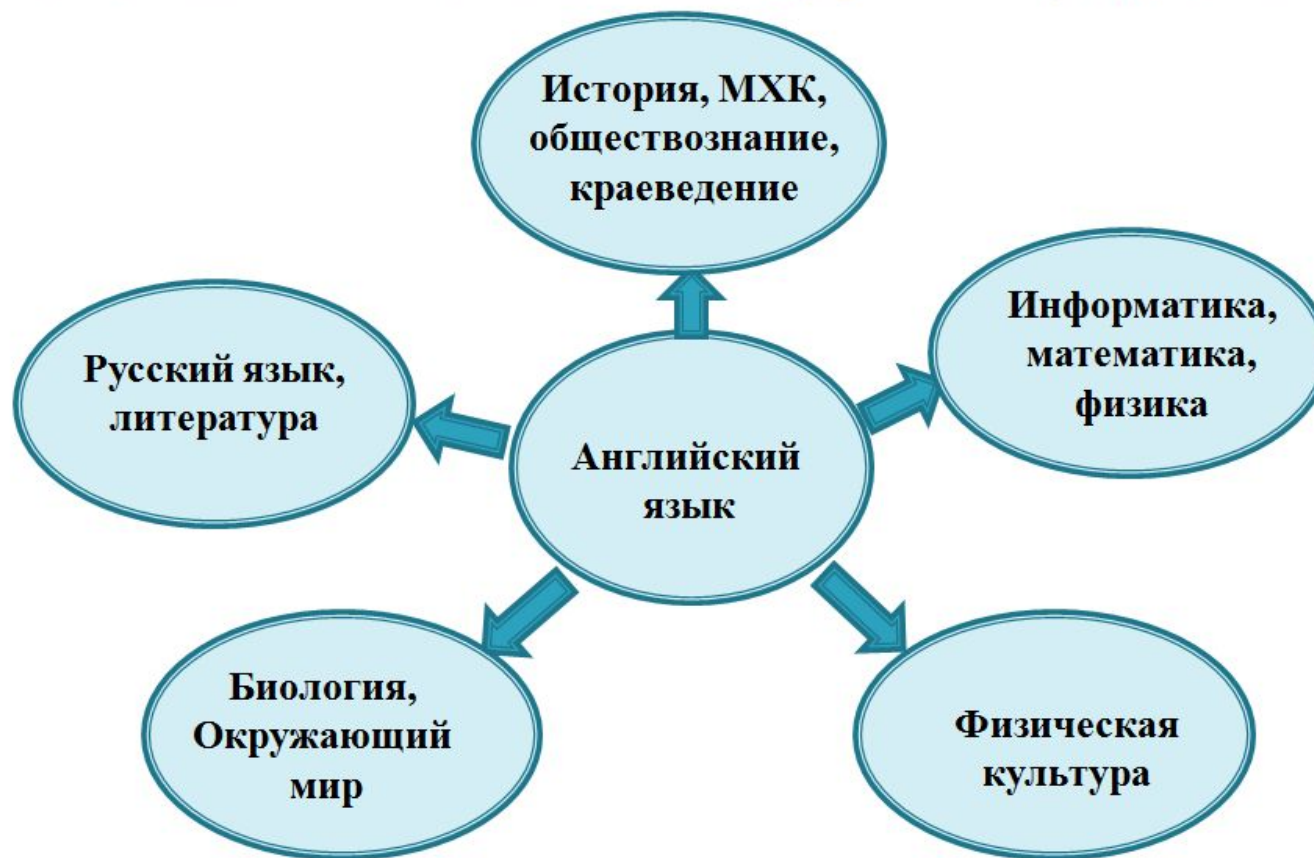 История, МХК,
обществознание,
краеведение
Информатика,
математика,
физика
Русский язык,
литература
Английский
язык
Биология,
Окружающий
мир
Физическая
культура